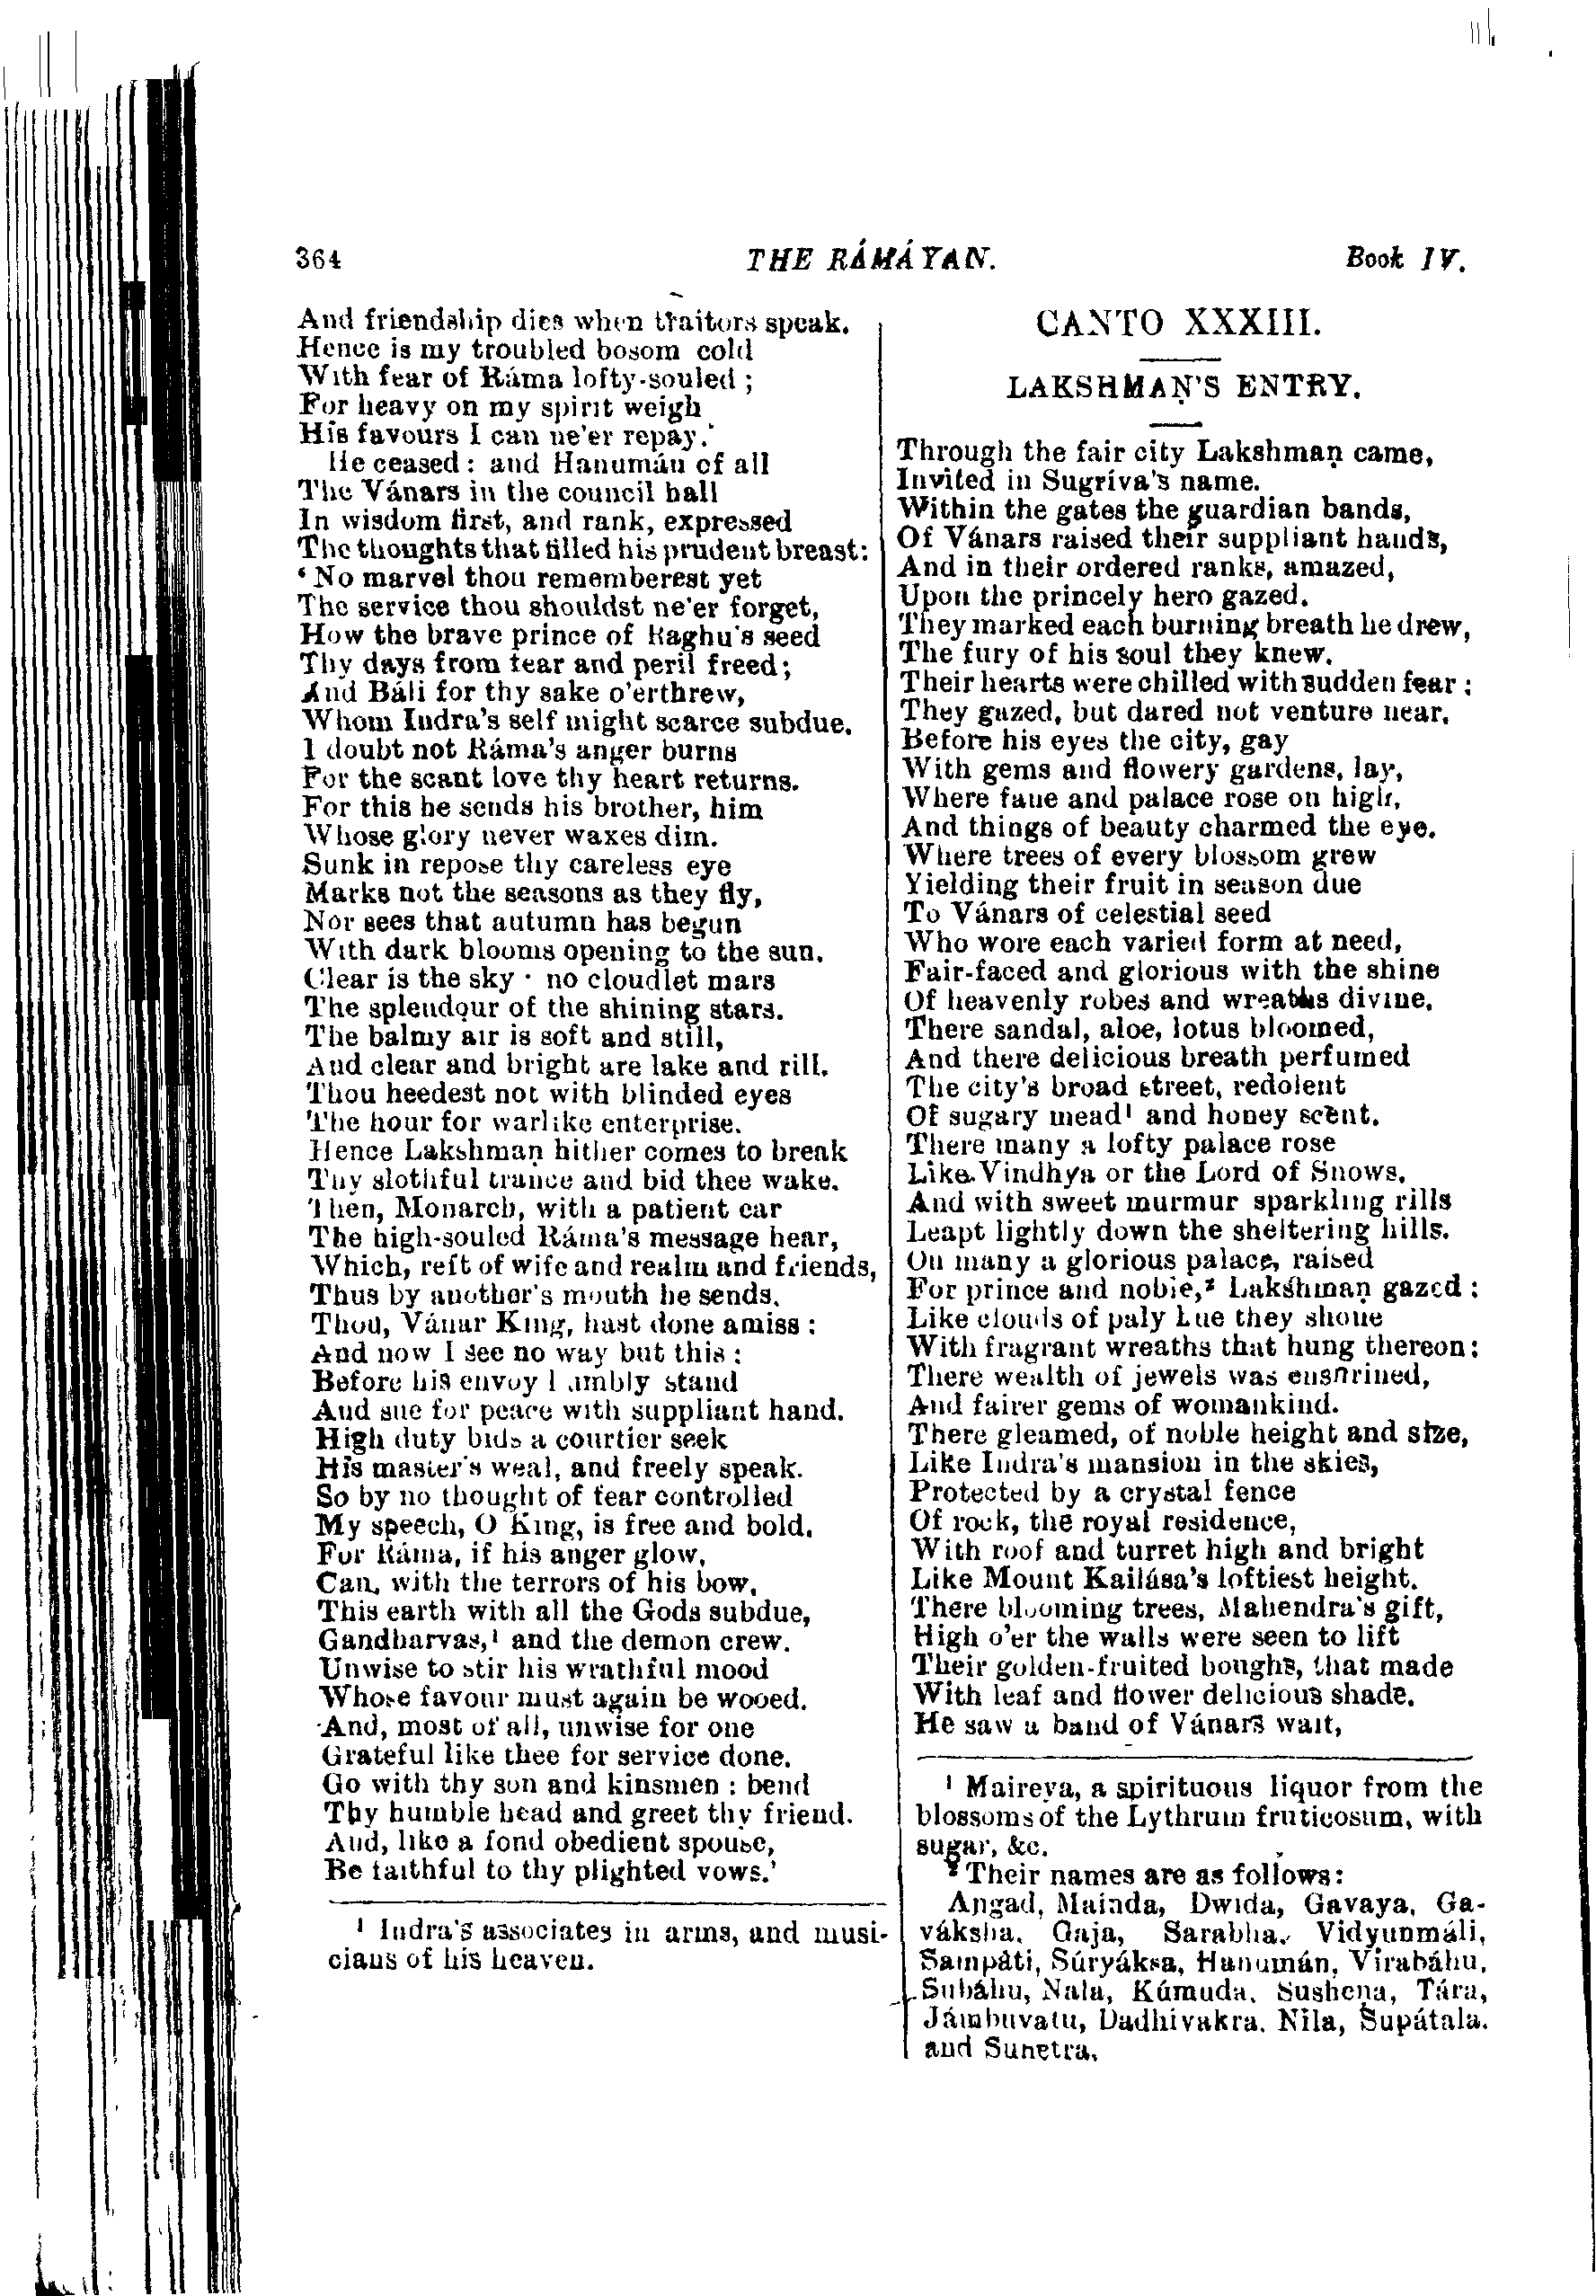 364 THE RÁMÁYAN. Book IV.
And friendship dies when traitors speak.
Hence is my troubled bosom cold
With fear of Ráma lofty-souled;
For heavy on my spirit weigh
His favours I can ne'er repay.'
He ceased: and Hanumán of all
The Vánars in the council hall
In wisdom first, and rank, expressed
The thoughts that filled his prudent breast:
'No marvel thou rememberest yet
The service thou shouldst ne'er forget,
How the brave prince of Raghu's seed
Thy days from fear and peril freed;
And Báli for thy sake o'erthrew,
Whom Indra's self might scarce subdue.
I doubt not Ráma's anger burns
For the scant love thy heart returns.
For this he sends his brother, him
Whose glory never waxes dim.
Sunk in repose thy careless eye
Marks not the seasons as they fly,
Nor sees that autumn has begun
With dark blooms opening to the sun.
Clear is the sky · no cloudlet mars
The splendour of the shining stars.
The balmy air is soft and still,
And clear and bright are lake and rill.
Thou heedest not with blinded eyes
The hour for warlike enterprise.
Hence Lakshmaṇ hither comes to break
Thy slothful trance and bid thee wake.
Then, Monarch, with a patient ear
The high-souled Ráma's message hear,
Which, reft of wife and realm and friends,
Thus by another's mouth he sends.
Thou, Vánar King, hast done amiss:
And now I see no way but this:
Before his envoy humbly stand
And sue for peace with suppliant hand.
High duty bids a courtier seek
His master's weal, and freely speak.
So by no thought of fear controlled
My speech, O King, is free and bold.
For Ráma, if his anger glow,
Can, with the terrors of his bow,
This earth with all the Gods subdue,
Gandharvas,¹ and the demon crew.
Unwise to stir his wrathful mood
Whose favour must again be wooed.
And, most of all, unwise for one
Grateful like thee for service done.
Go with thy son and kinsmen: bend
Thy humble head and greet thy friend.
And, like a fond obedient spouse,
Be faithful to thy plighted vows.'
¹ Indra's associates in arms, and musi-
cians of his heaven.
CANTO XXXIII.
LAKSHMAṆ'S ENTRY.
Through the fair city Lakshmaṇ came,
Invited in Sugríva's name.
Within the gates the guardian bands,
Of Vánars raised their suppliant hands,
And in their ordered ranks, amazed,
Upon the princely hero gazed.
They marked each burning breath he drew,
The fury of his soul they knew.
Their hearts were chilled with sudden fear:
They gazed, but dared not venture near.
Before his eyes the city, gay
With gems and flowery gardens, lay,
Where fane and palace rose on high,
And things of beauty charmed the eye.
Where trees of every blossom grew
Yielding their fruit in season due
To Vánars of celestial seed
Who wore each varied form at need,
Fair-faced and glorious with the shine
Of heavenly robes and wreaths divine.
There sandal, aloe, lotus bloomed,
And there delicious breath perfumed
The city's broad street, redolent
Of sugary mead¹ and honey scent.
There many a lofty palace rose
Like Vindhya or the Lord of Snows,
And with sweet murmur sparkling rills
Leapt lightly down the sheltering hills.
On many a glorious palace, raised
For prince and noble,² Lakshmaṇ gazed:
Like clouds of paly hue they shone
With fragrant wreaths that hung thereon:
There wealth of jewels was enshrined,
And fairer gems of womankind.
There gleamed, of noble height and size,
Like Indra's mansion in the skies,
Protected by a crystal fence
Of rock, the royal residence,
With roof and turret high and bright
Like Mount Kailása's loftiest height.
There blooming trees, Mahendra's gift,
High o'er the walls were seen to lift
Their golden-fruited boughs, that made
With leaf and flower delicious shade.
He saw a band of Vánars wait,
¹ Maireya, a spirituous liquor from the
blossoms of the Lythrum fruticosum, with
sugar, &c.
² Their names are as follows:
Angad, Mainda, Dwida, Gavaya, Ga-
váksha, Gaja, Sarabha, Vidyunmáli,
Sampáti, Súryáksa, Hanumán, Virabáhu,
Subáhu, Nala, Kúmuda, Sushena, Tára,
Jámbuvatu, Dadhivakra, Nila, Supátala,
and Sunetra,